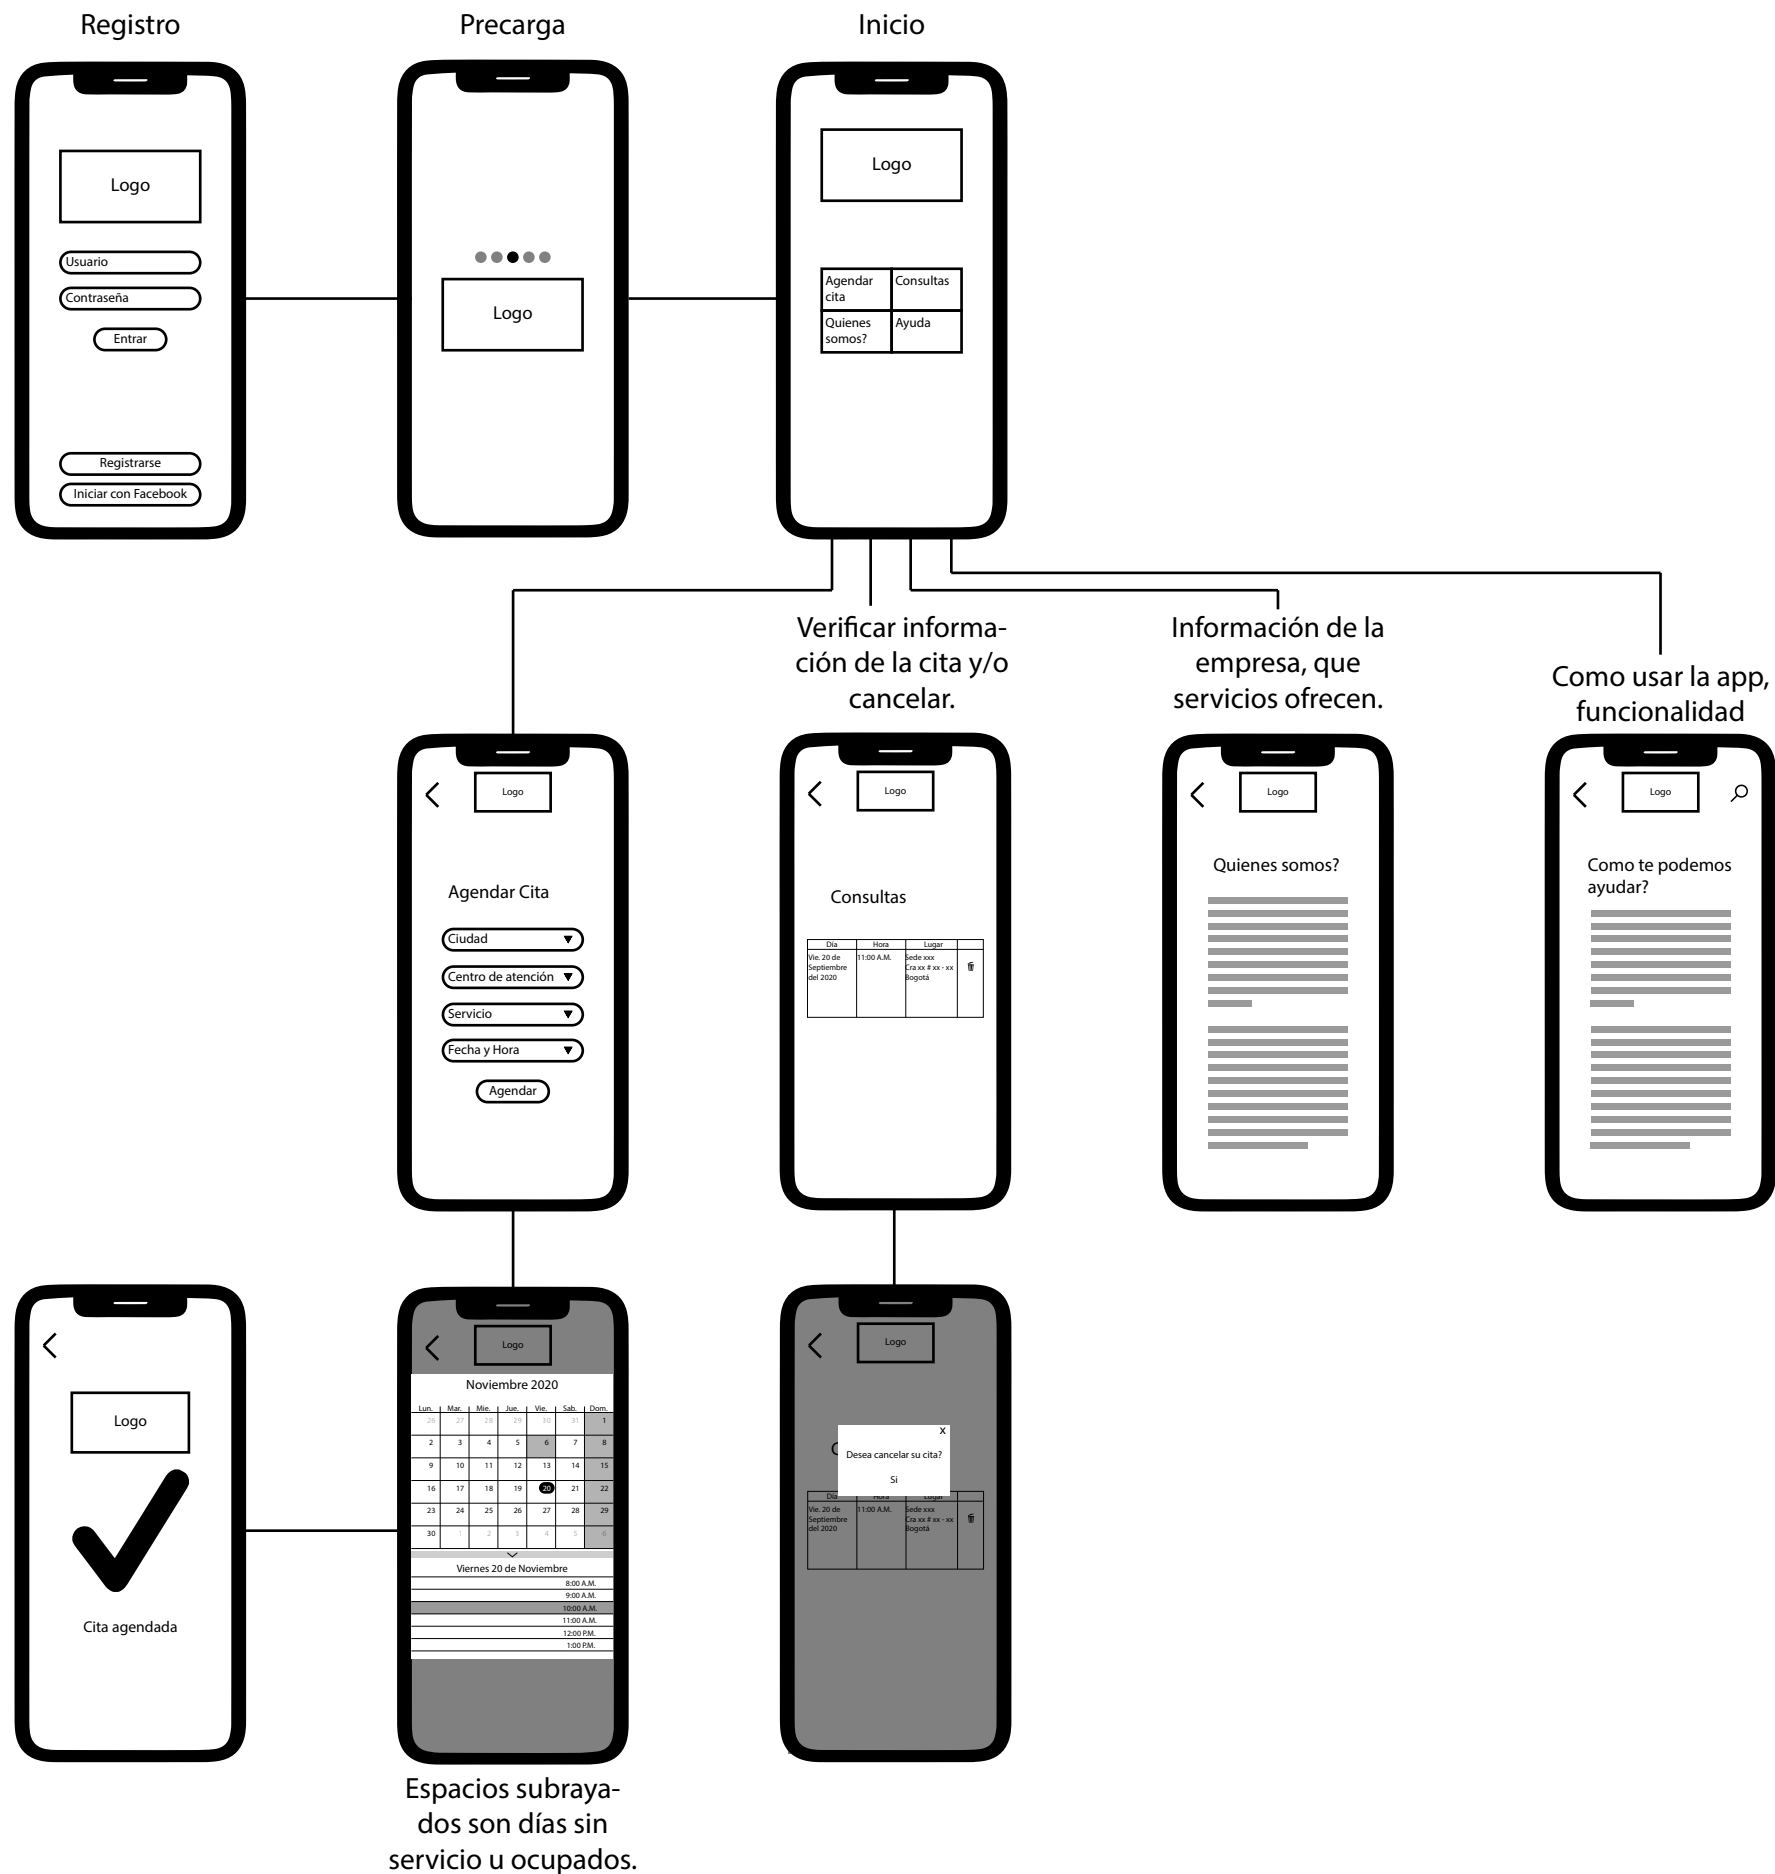 Registro
Precarga
Inicio
Logo
Usuario
Contraseña
Entrar
Registrarse
Iniciar con Facebook
Logo
Logo
Agendar
cita
Consultas
Quienes
somos?
Ayuda
Verificar informa-
ción de la cita y/o
cancelar.
Información de la
empresa, que
servicios ofrecen.
Como usar la app,
funcionalidad
Logo
Agendar Cita
Ciudad
Centro de atención
Servicio
Fecha y Hora
Agendar
Logo
Consultas
Día Hora Lugar
Vie. 20 de
Septiembre
del 2020
11:00 A.M.
Sede xxx
Cra xx # xx - xx
Bogotá
Logo
Quienes somos?
Logo
Como te podemos
ayudar?
Logo
Cita agendada
Logo
Noviembre 2020
Lun. Mar. Mie. Jue. Vie. Sab. Dom.
26 27 28 29 30 31 1
2 3 4 5 6 7 8
9 10 11 12 13 14 15
16 17 18 19 20 21 22
23 24 25 26 27 28 29
30 1 2 3 4 5 6
Viernes 20 de Noviembre
8:00 A.M.
9:00 A.M.
10:00 A.M.
11:00 A.M.
12:00 P.M.
1:00 P.M.
Espacios subraya-
dos son días sin
servicio u ocupados.
Logo
X
Desea cancelar su cita?
Si
Día Hora Lugar
Vie. 20 de
Septiembre
del 2020
11:00 A.M.
Sede xxx
Cra xx # xx - xx
Bogotá